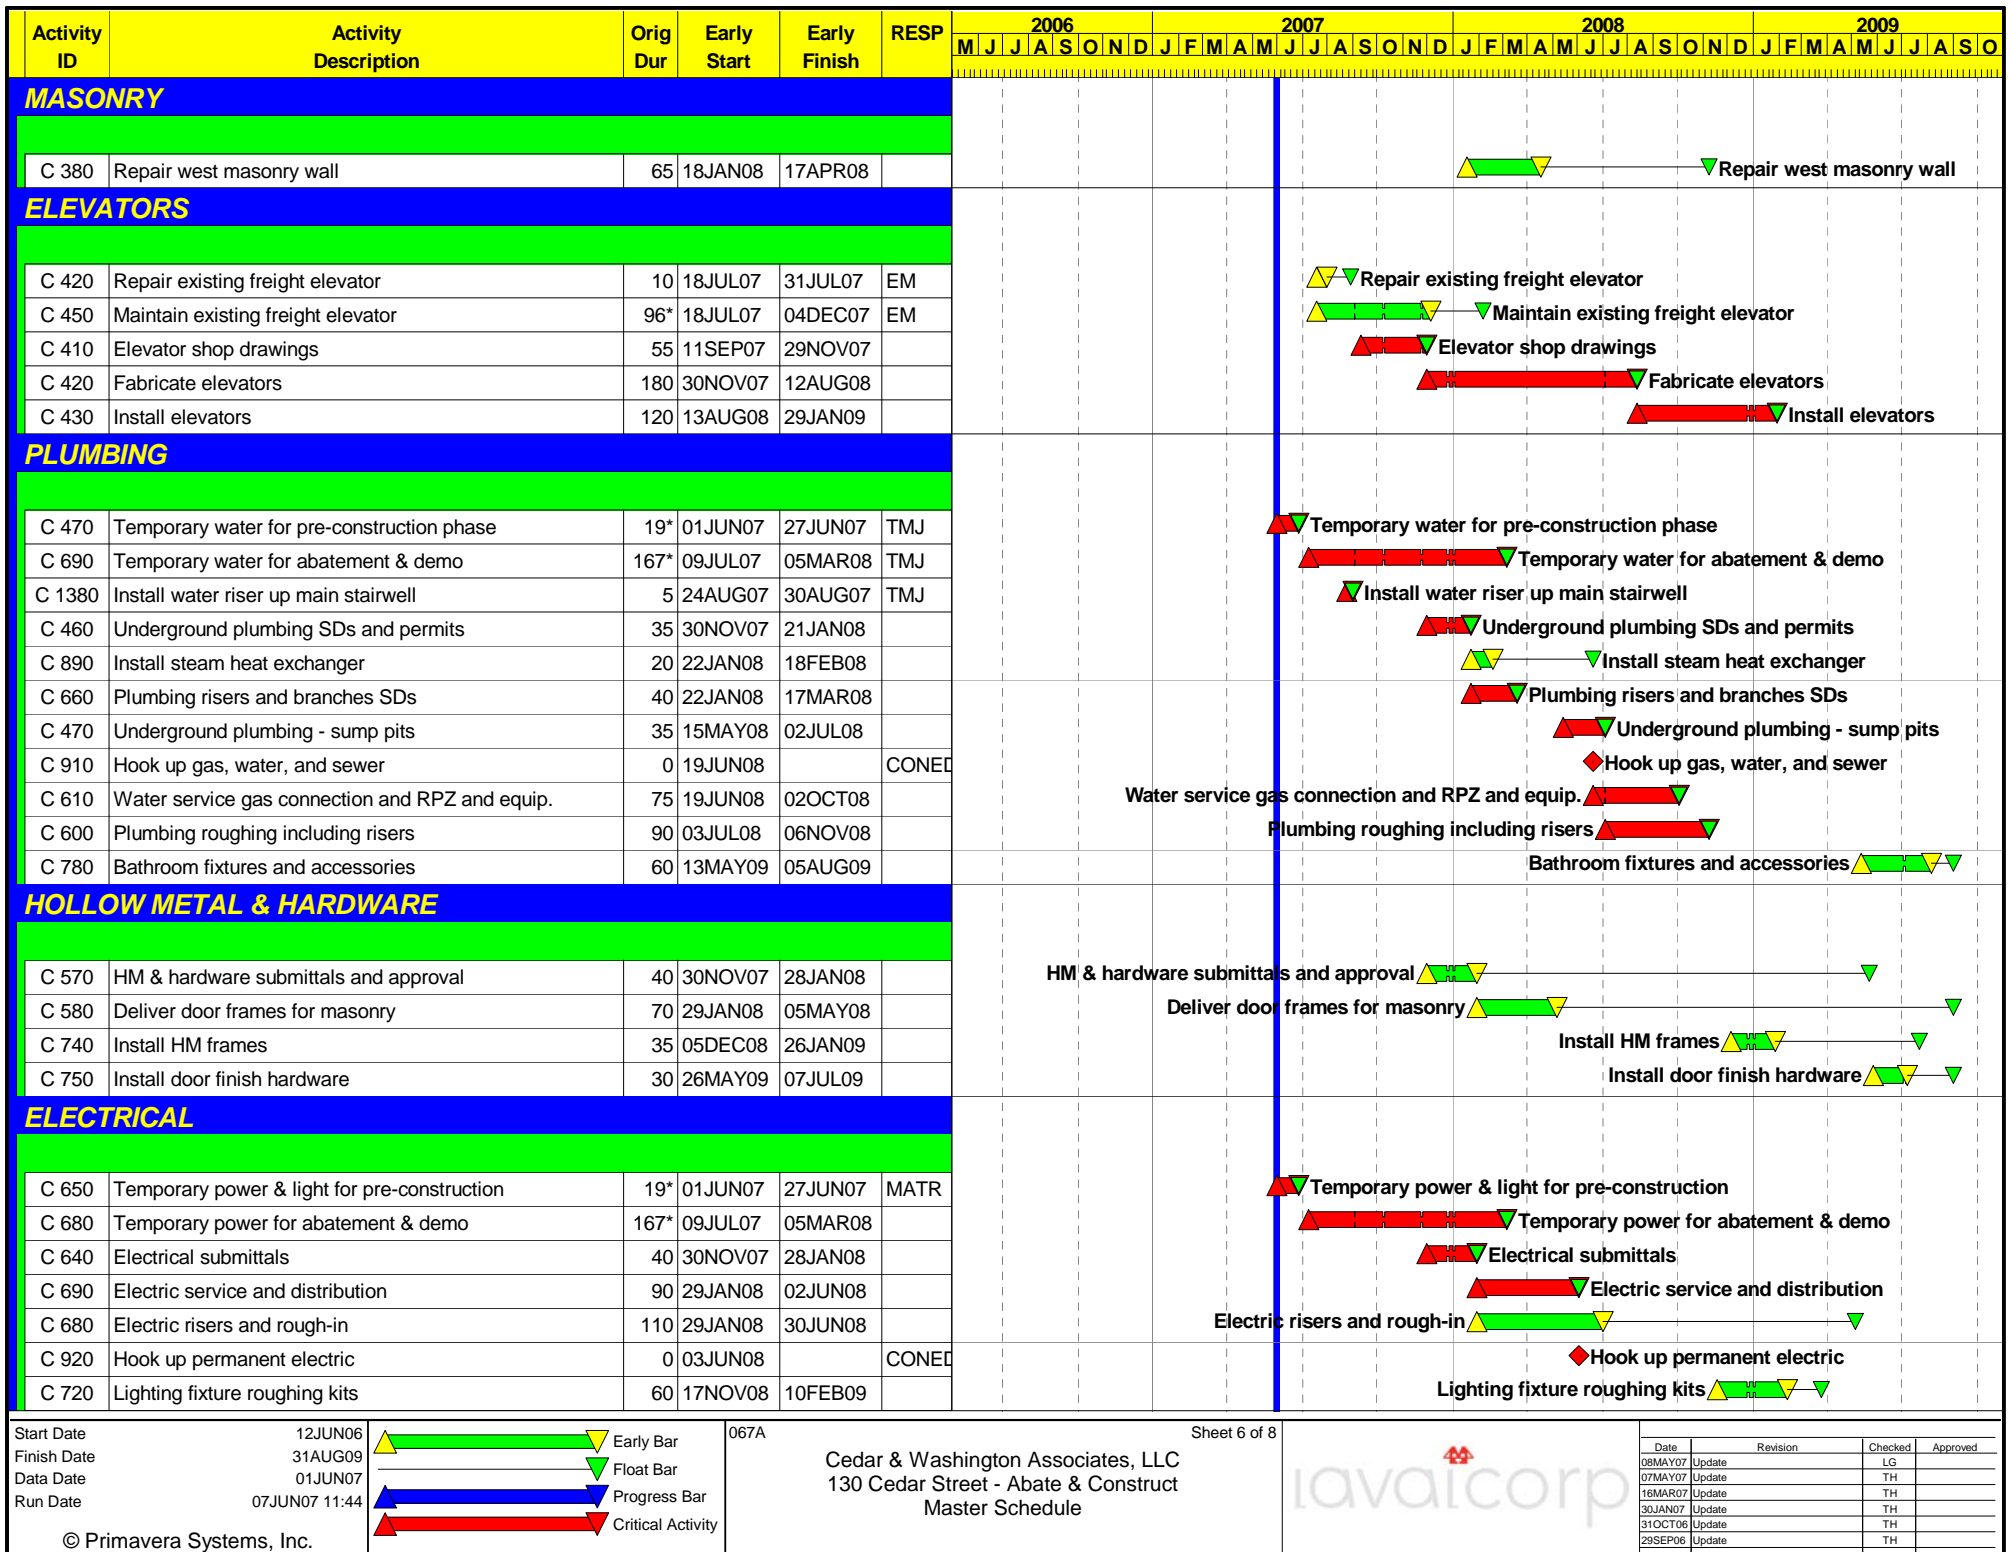 Activity ID Activity Description Orig Dur Early Start Early Finish RESP
2006 2007 2008 2009
M J J A S O N D J F M A M J J A S O N D J F M A M J J A S O N D J F M A M J J A S O
MASONRY
C 380 Repair west masonry wall 65 18JAN08 17APR08 Repair west masonry wall
ELEVATORS
C 420 Repair existing freight elevator 10 18JUL07 31JUL07 EM Repair existing freight elevator
C 450 Maintain existing freight elevator 96* 18JUL07 04DEC07 EM Maintain existing freight elevator
C 410 Elevator shop drawings 55 11SEP07 29NOV07 Elevator shop drawings
C 420 Fabricate elevators 180 30NOV07 12AUG08 Fabricate elevators
C 430 Install elevators 120 13AUG08 29JAN09 Install elevators
PLUMBING
C 470 Temporary water for pre-construction phase 19* 01JUN07 27JUN07 TMJ Temporary water for pre-construction phase
C 690 Temporary water for abatement & demo 167* 09JUL07 05MAR08 TMJ Temporary water for abatement & demo
C 1380 Install water riser up main stairwell 5 24AUG07 30AUG07 TMJ Install water riser up main stairwell
C 460 Underground plumbing SDs and permits 35 30NOV07 21JAN08 Underground plumbing SDs and permits
C 890 Install steam heat exchanger 20 22JAN08 18FEB08 Install steam heat exchanger
C 660 Plumbing risers and branches SDs 40 22JAN08 17MAR08 Plumbing risers and branches SDs
C 470 Underground plumbing - sump pits 35 15MAY08 02JUL08 Underground plumbing - sump pits
C 910 Hook up gas, water, and sewer 0 19JUN08 CONED Hook up gas, water, and sewer
C 610 Water service gas connection and RPZ and equip. 75 19JUN08 02OCT08 Water service gas connection and RPZ and equip.
C 600 Plumbing roughing including risers 90 03JUL08 06NOV08 Plumbing roughing including risers
C 780 Bathroom fixtures and accessories 60 13MAY09 05AUG09 Bathroom fixtures and accessories
HOLLOW METAL & HARDWARE
C 570 HM & hardware submittals and approval 40 30NOV07 28JAN08 HM & hardware submittals and approval
C 580 Deliver door frames for masonry 70 29JAN08 05MAY08 Deliver door frames for masonry
C 740 Install HM frames 35 05DEC08 26JAN09 Install HM frames
C 750 Install door finish hardware 30 26MAY09 07JUL09 Install door finish hardware
ELECTRICAL
C 650 Temporary power & light for pre-construction 19* 01JUN07 27JUN07 MATR Temporary power & light for pre-construction
C 680 Temporary power for abatement & demo 167* 09JUL07 05MAR08 Temporary power for abatement & demo
C 640 Electrical submittals 40 30NOV07 28JAN08 Electrical submittals
C 690 Electric service and distribution 90 29JAN08 02JUN08 Electric service and distribution
C 680 Electric risers and rough-in 110 29JAN08 30JUN08 Electric risers and rough-in
C 920 Hook up permanent electric 0 03JUN08 CONED Hook up permanent electric
C 720 Lighting fixture roughing kits 60 17NOV08 10FEB09 Lighting fixture roughing kits
Start Date 12JUN06
Finish Date 31AUG09
Data Date 01JUN07
Run Date 07JUN07 11:44
© Primavera Systems, Inc.
Early Bar
Float Bar
Progress Bar
Critical Activity
067A
Sheet 6 of 8
Cedar & Washington Associates, LLC
130 Cedar Street - Abate & Construct
Master Schedule
Date Revision Checked Approved
08MAY07 Update LG
07MAY07 Update TH
16MAR07 Update TH
30JAN07 Update TH
31OCT06 Update TH
29SEP06 Update TH